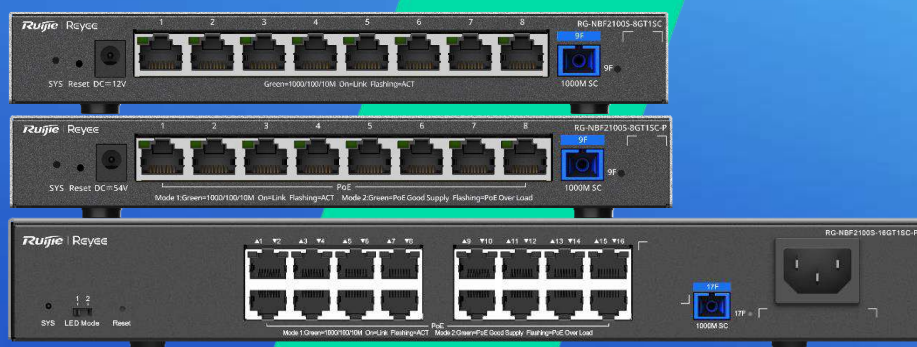 Ruijie | Reyee
1 2 3 4 5 6 7 8
RG-NBF2100S-8GT1SC
9F
9F
SYS Reset DC⎓12V
Green=1000/100/10M On=Link Flashing=ACT
1000M SC
Ruijie | Reyee
1 2 3 4 5 6 7 8
RG-NBF2100S-8GT1SC-P
9F
9F
SYS Reset DC⎓54V
PoE
1000M SC
Mode 1:Green=1000/100/10M On=Link Flashing=ACT Mode 2:Green=PoE Good Supply Flashing=PoE Over Load
RG-NBF2100S-16GT1SC-P
Ruijie | Reyee
▲1 ▼2 ▲3 ▼4 ▲5 ▼6 ▲7 ▼8 ▲9 ▼10 ▲11 ▼12 ▲13 ▼14 ▲15 ▼16
17F
1 2
17F
SYS LED Mode Reset
PoE
1000M SC
Mode 1:Green=1000/100/10M On=Link Flashing=ACT Mode 2:Green=PoE Good Supply Flashing=PoE Over Load